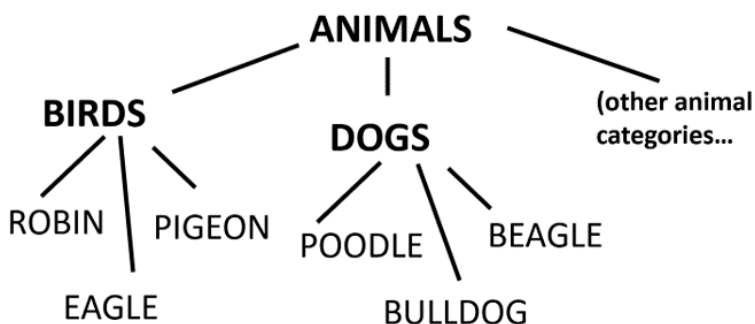 ANIMALS
BIRDS
(other animal
categories...
DOGS
ROBIN
PIGEON
POODLE
BEAGLE
EAGLE
BULLDOG